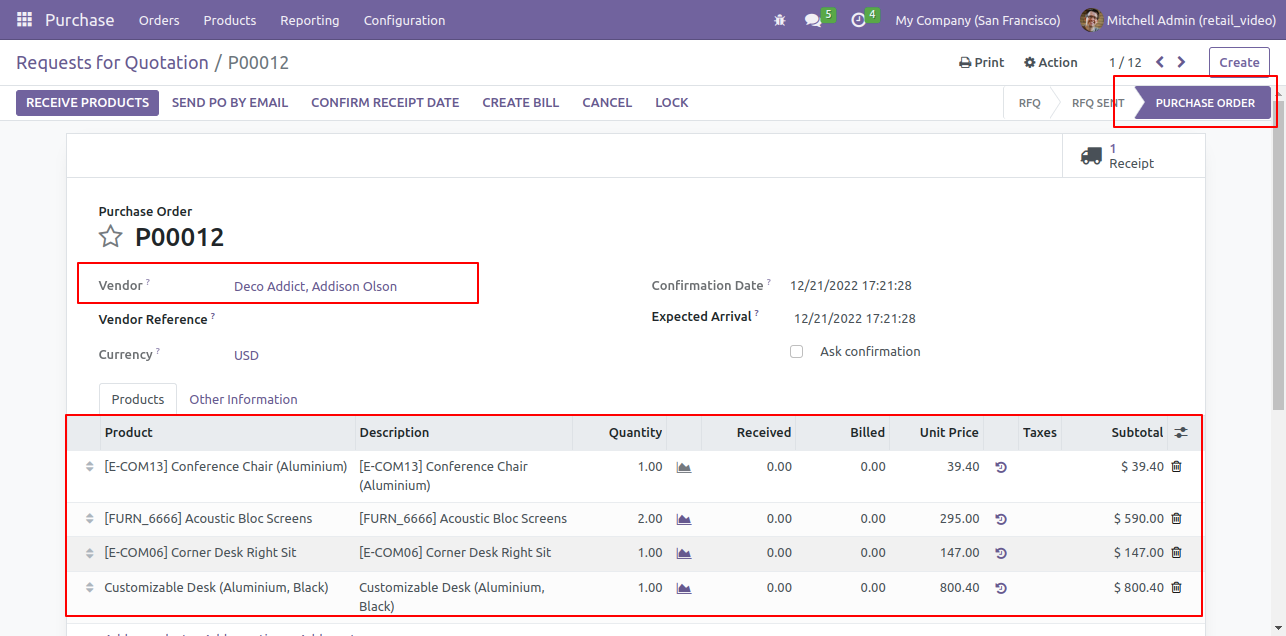 Purchase Orders Products Reporting Configuration 5 4 My Company (San Francisco) Mitchell Admin (retail_video)
Requests for Quotation / P00012 Print Action 1 / 12 Create
RECEIVE PRODUCTS SEND PO BY EMAIL CONFIRM RECEIPT DATE CREATE BILL CANCEL LOCK RFQ RFQ SENT PURCHASE ORDER
1
Receipt
Purchase Order
P00012
Vendor ? Deco Addict, Addison Olson Confirmation Date ? 12/21/2022 17:21:28
Vendor Reference ? Expected Arrival ? 12/21/2022 17:21:28
Currency ? USD Ask confirmation
Products Other Information
Product Description Quantity Received Billed Unit Price Taxes Subtotal
[E-COM13] Conference Chair (Aluminium) [E-COM13] Conference Chair 1.00 0.00 0.00 39.40 $ 39.40
(Aluminium)
[FURN_6666] Acoustic Bloc Screens [FURN_6666] Acoustic Bloc Screens 2.00 0.00 0.00 295.00 $ 590.00
[E-COM06] Corner Desk Right Sit [E-COM06] Corner Desk Right Sit 1.00 0.00 0.00 147.00 $ 147.00
Customizable Desk (Aluminium, Black) Customizable Desk (Aluminium, 1.00 0.00 0.00 800.40 $ 800.40
Black)